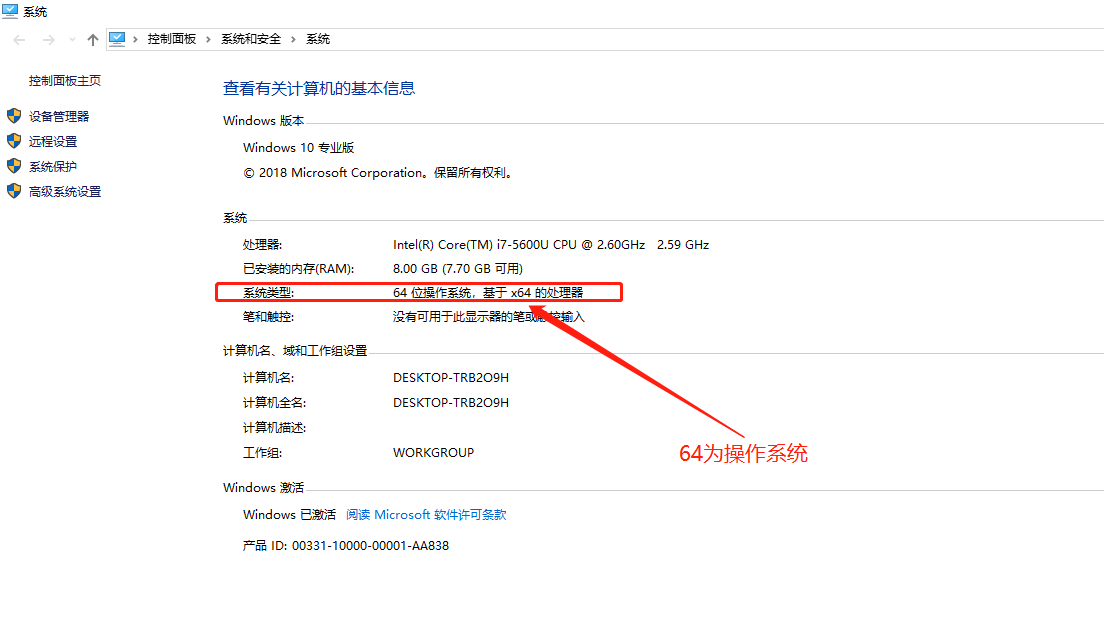 系统
控制面板 > 系统和安全 > 系统
控制面板主页
设备管理器
远程设置
系统保护
高级系统设置
查看有关计算机的基本信息
Windows 版本
Windows 10 专业版
© 2018 Microsoft Corporation。保留所有权利。
系统
处理器: Intel(R) Core(TM) i7-5600U CPU @ 2.60GHz 2.59 GHz
已安装的内存(RAM): 8.00 GB (7.70 GB 可用)
系统类型: 64 位操作系统，基于 x64 的处理器
笔和触控: 没有可用于此显示器的笔或触控输入
64为操作系统
计算机名、域和工作组设置
计算机名: DESKTOP-TRB2O9H
计算机全名: DESKTOP-TRB2O9H
计算机描述:
工作组: WORKGROUP
Windows 激活
Windows 已激活 阅读 Microsoft 软件许可条款
产品 ID: 00331-10000-00001-AA838